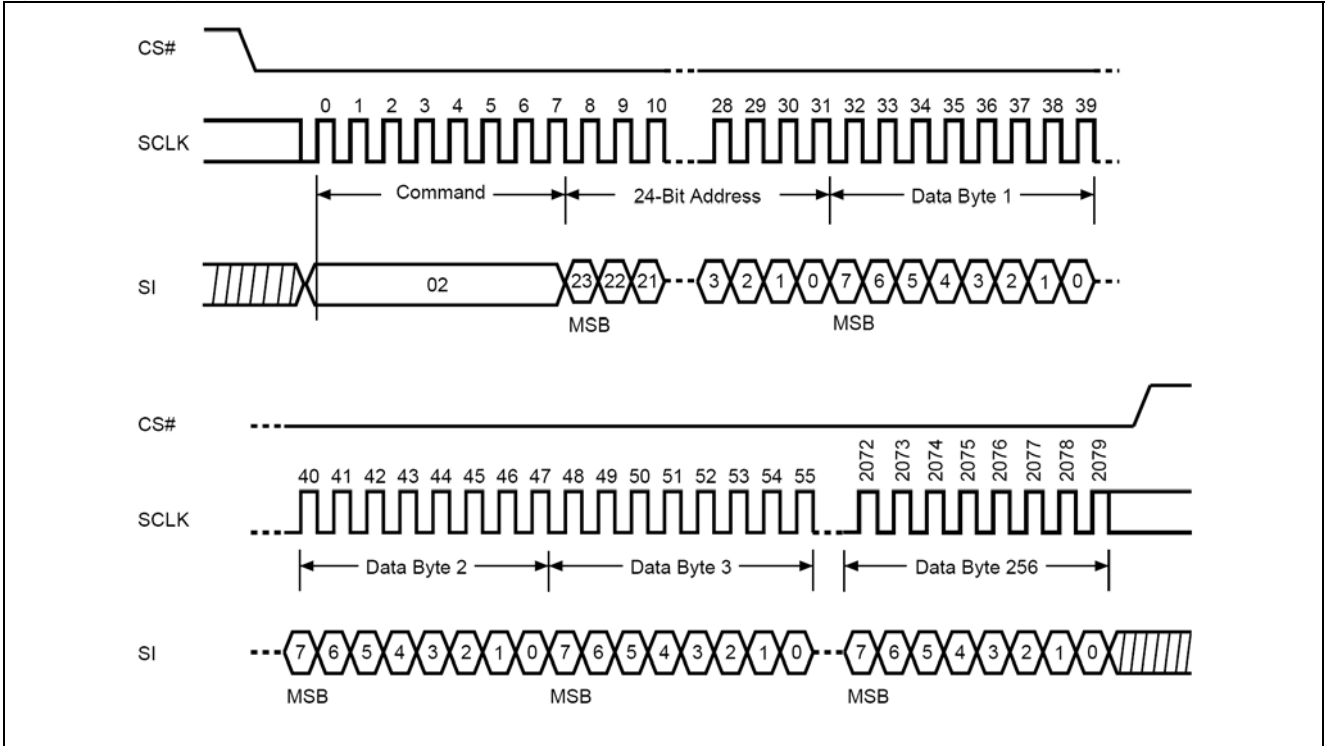 CS#
0 1 2 3 4 5 6 7 8 9 10 28 29 30 31 32 33 34 35 36 37 38 39
SCLK
Command 24-Bit Address Data Byte 1
SI 02 23 22 21 3 2 1 0 7 6 5 4 3 2 1 0
MSB MSB
CS#
40 41 42 43 44 45 46 47 48 49 50 51 52 53 54 55 2072 2073 2074 2075 2076 2077 2078 2079
SCLK
Data Byte 2 Data Byte 3 Data Byte 256
SI 7 6 5 4 3 2 1 0 7 6 5 4 3 2 1 0 7 6 5 4 3 2 1 0
MSB MSB MSB